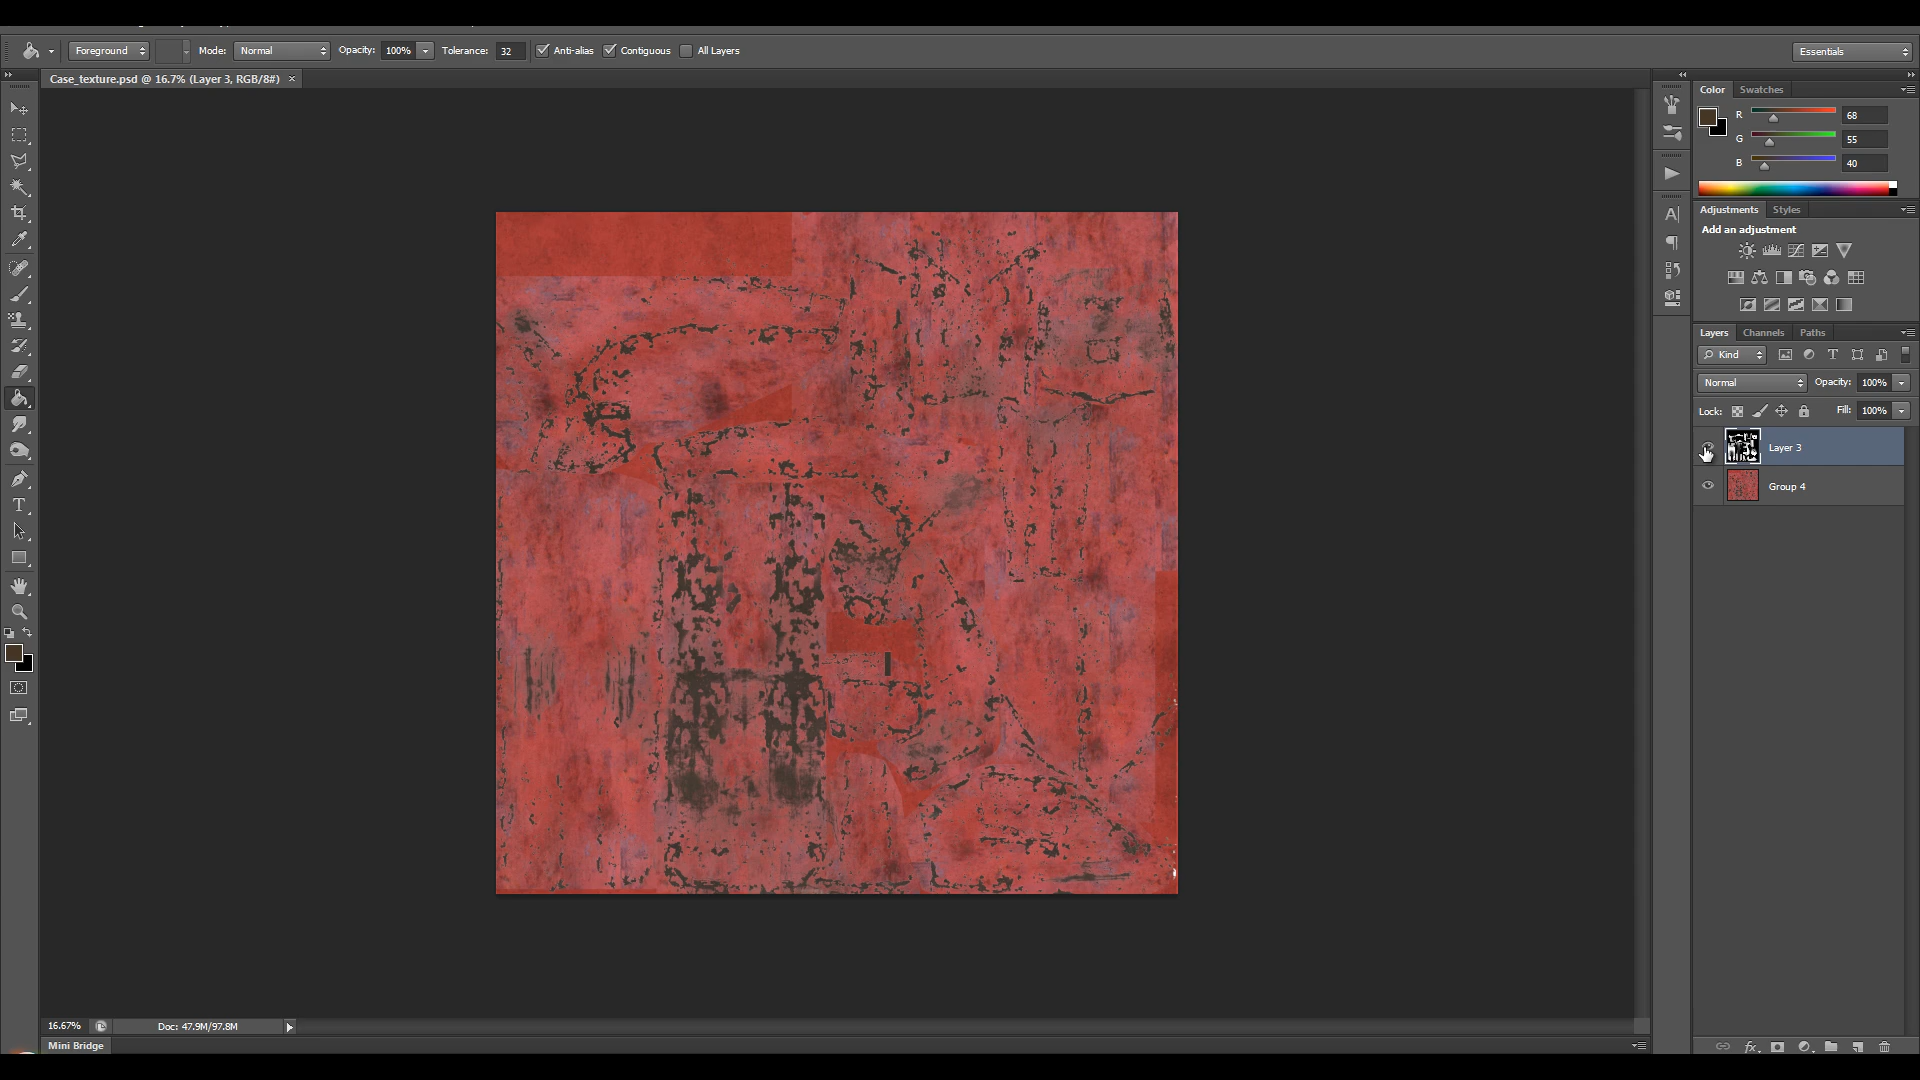 Foreground Mode: Normal Opacity: 100% Tolerance: 32 Anti-alias Contiguous All Layers Essentials
Case_texture.psd @ 16.7% (Layer 3, RGB/8#) ×
Color Swatches
R 68
G 55
B 40
Adjustments Styles
Add an adjustment
Layers Channels Paths
Kind T
Normal Opacity: 100%
Lock: Fill: 100%
Layer 3
Group 4
16.67% Doc: 47.9M/97.8M
Mini Bridge
fx